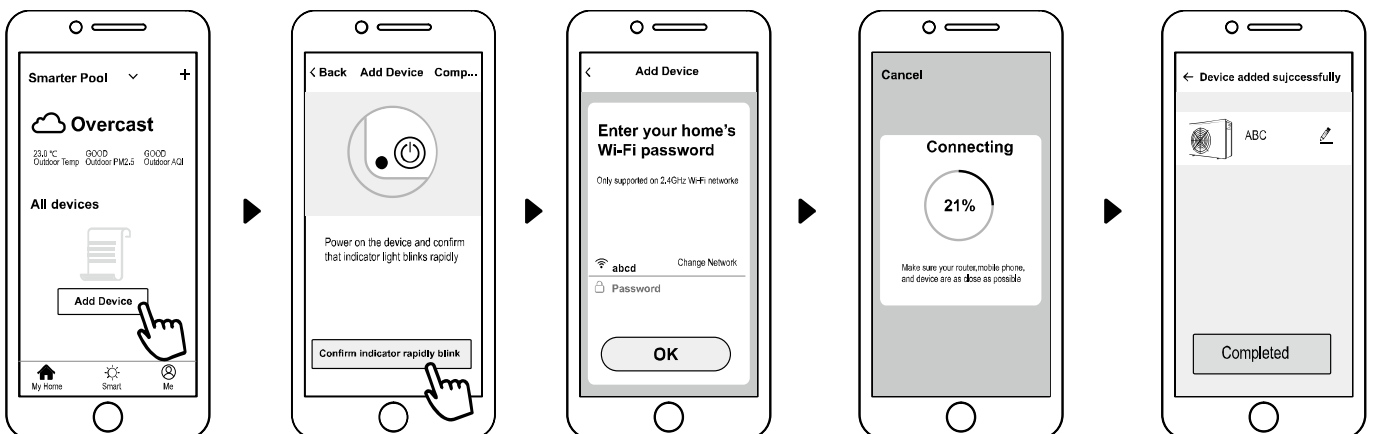 Smarter Pool
+
Overcast
23.0 °C GOOD GOOD
Outdoor Temp Outdoor PM2.5 Outdoor AQI
All devices
Add Device
My Home Smart Me
< Back Add Device Comp...
Power on the device and confirm
that indicator light blinks rapidly
Confirm indicator rapidly blink
< Add Device
Enter your home's
Wi-Fi password
Only supported on 2.4GHz Wi-Fi networke
abcd Change Network
Password
OK
Cancel
Connecting
21%
Make sure your router,mobile phone,
and device are as close as possible
← Device added sujccessfully
ABC
Completed